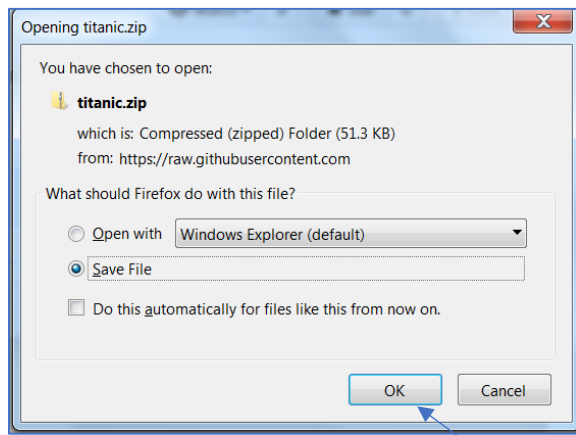 Opening titanic.zip
You have chosen to open:
titanic.zip
which is: Compressed (zipped) Folder (51.3 KB)
from: https://raw.githubusercontent.com
What should Firefox do with this file?
Open with Windows Explorer (default)
Save File
Do this automatically for files like this from now on.
OK Cancel